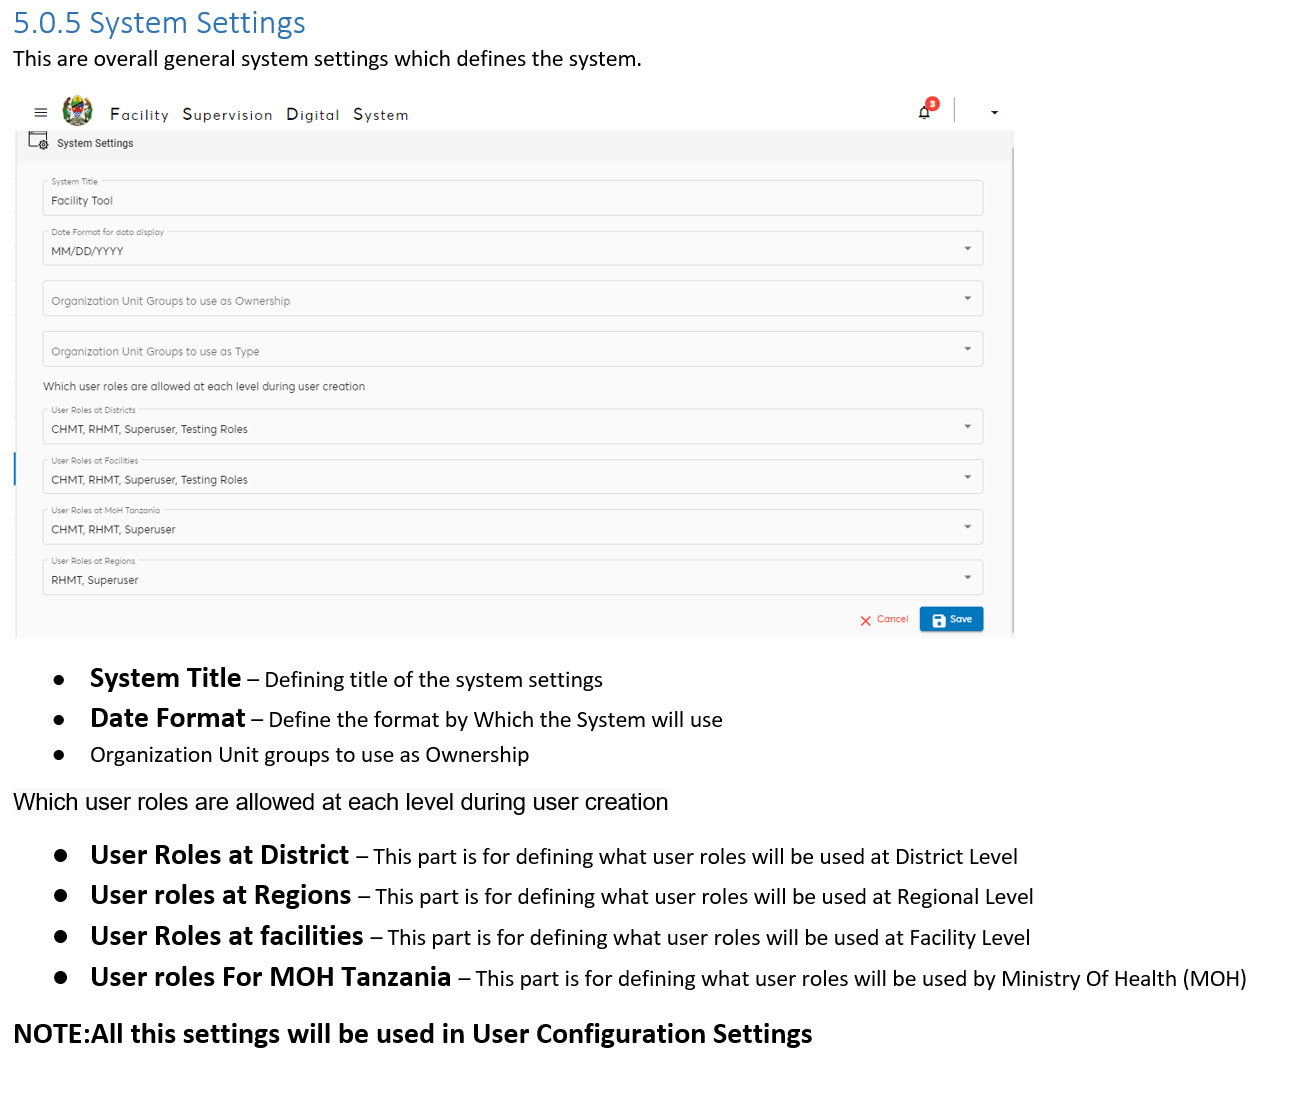 5.0.5 System Settings
This are overall general system settings which defines the system.
Facility Supervision Digital System
3
System Settings
System Title
Facility Tool
Date Format for data display
MM/DD/YYYY
Organization Unit Groups to use as Ownership
Organization Unit Groups to use as Type
Which user roles are allowed at each level during user creation
User Roles at Districts
CHMT, RHMT, Superuser, Testing Roles
User Roles at Facilities
CHMT, RHMT, Superuser, Testing Roles
User Roles at MoH Tanzania
CHMT, RHMT, Superuser
User Roles at Regions
RHMT, Superuser
Cancel Save
● System Title – Defining title of the system settings
● Date Format – Define the format by Which the System will use
● Organization Unit groups to use as Ownership
Which user roles are allowed at each level during user creation
● User Roles at District – This part is for defining what user roles will be used at District Level
● User roles at Regions – This part is for defining what user roles will be used at Regional Level
● User Roles at facilities – This part is for defining what user roles will be used at Facility Level
● User roles For MOH Tanzania – This part is for defining what user roles will be used by Ministry Of Health (MOH)
NOTE:All this settings will be used in User Configuration Settings